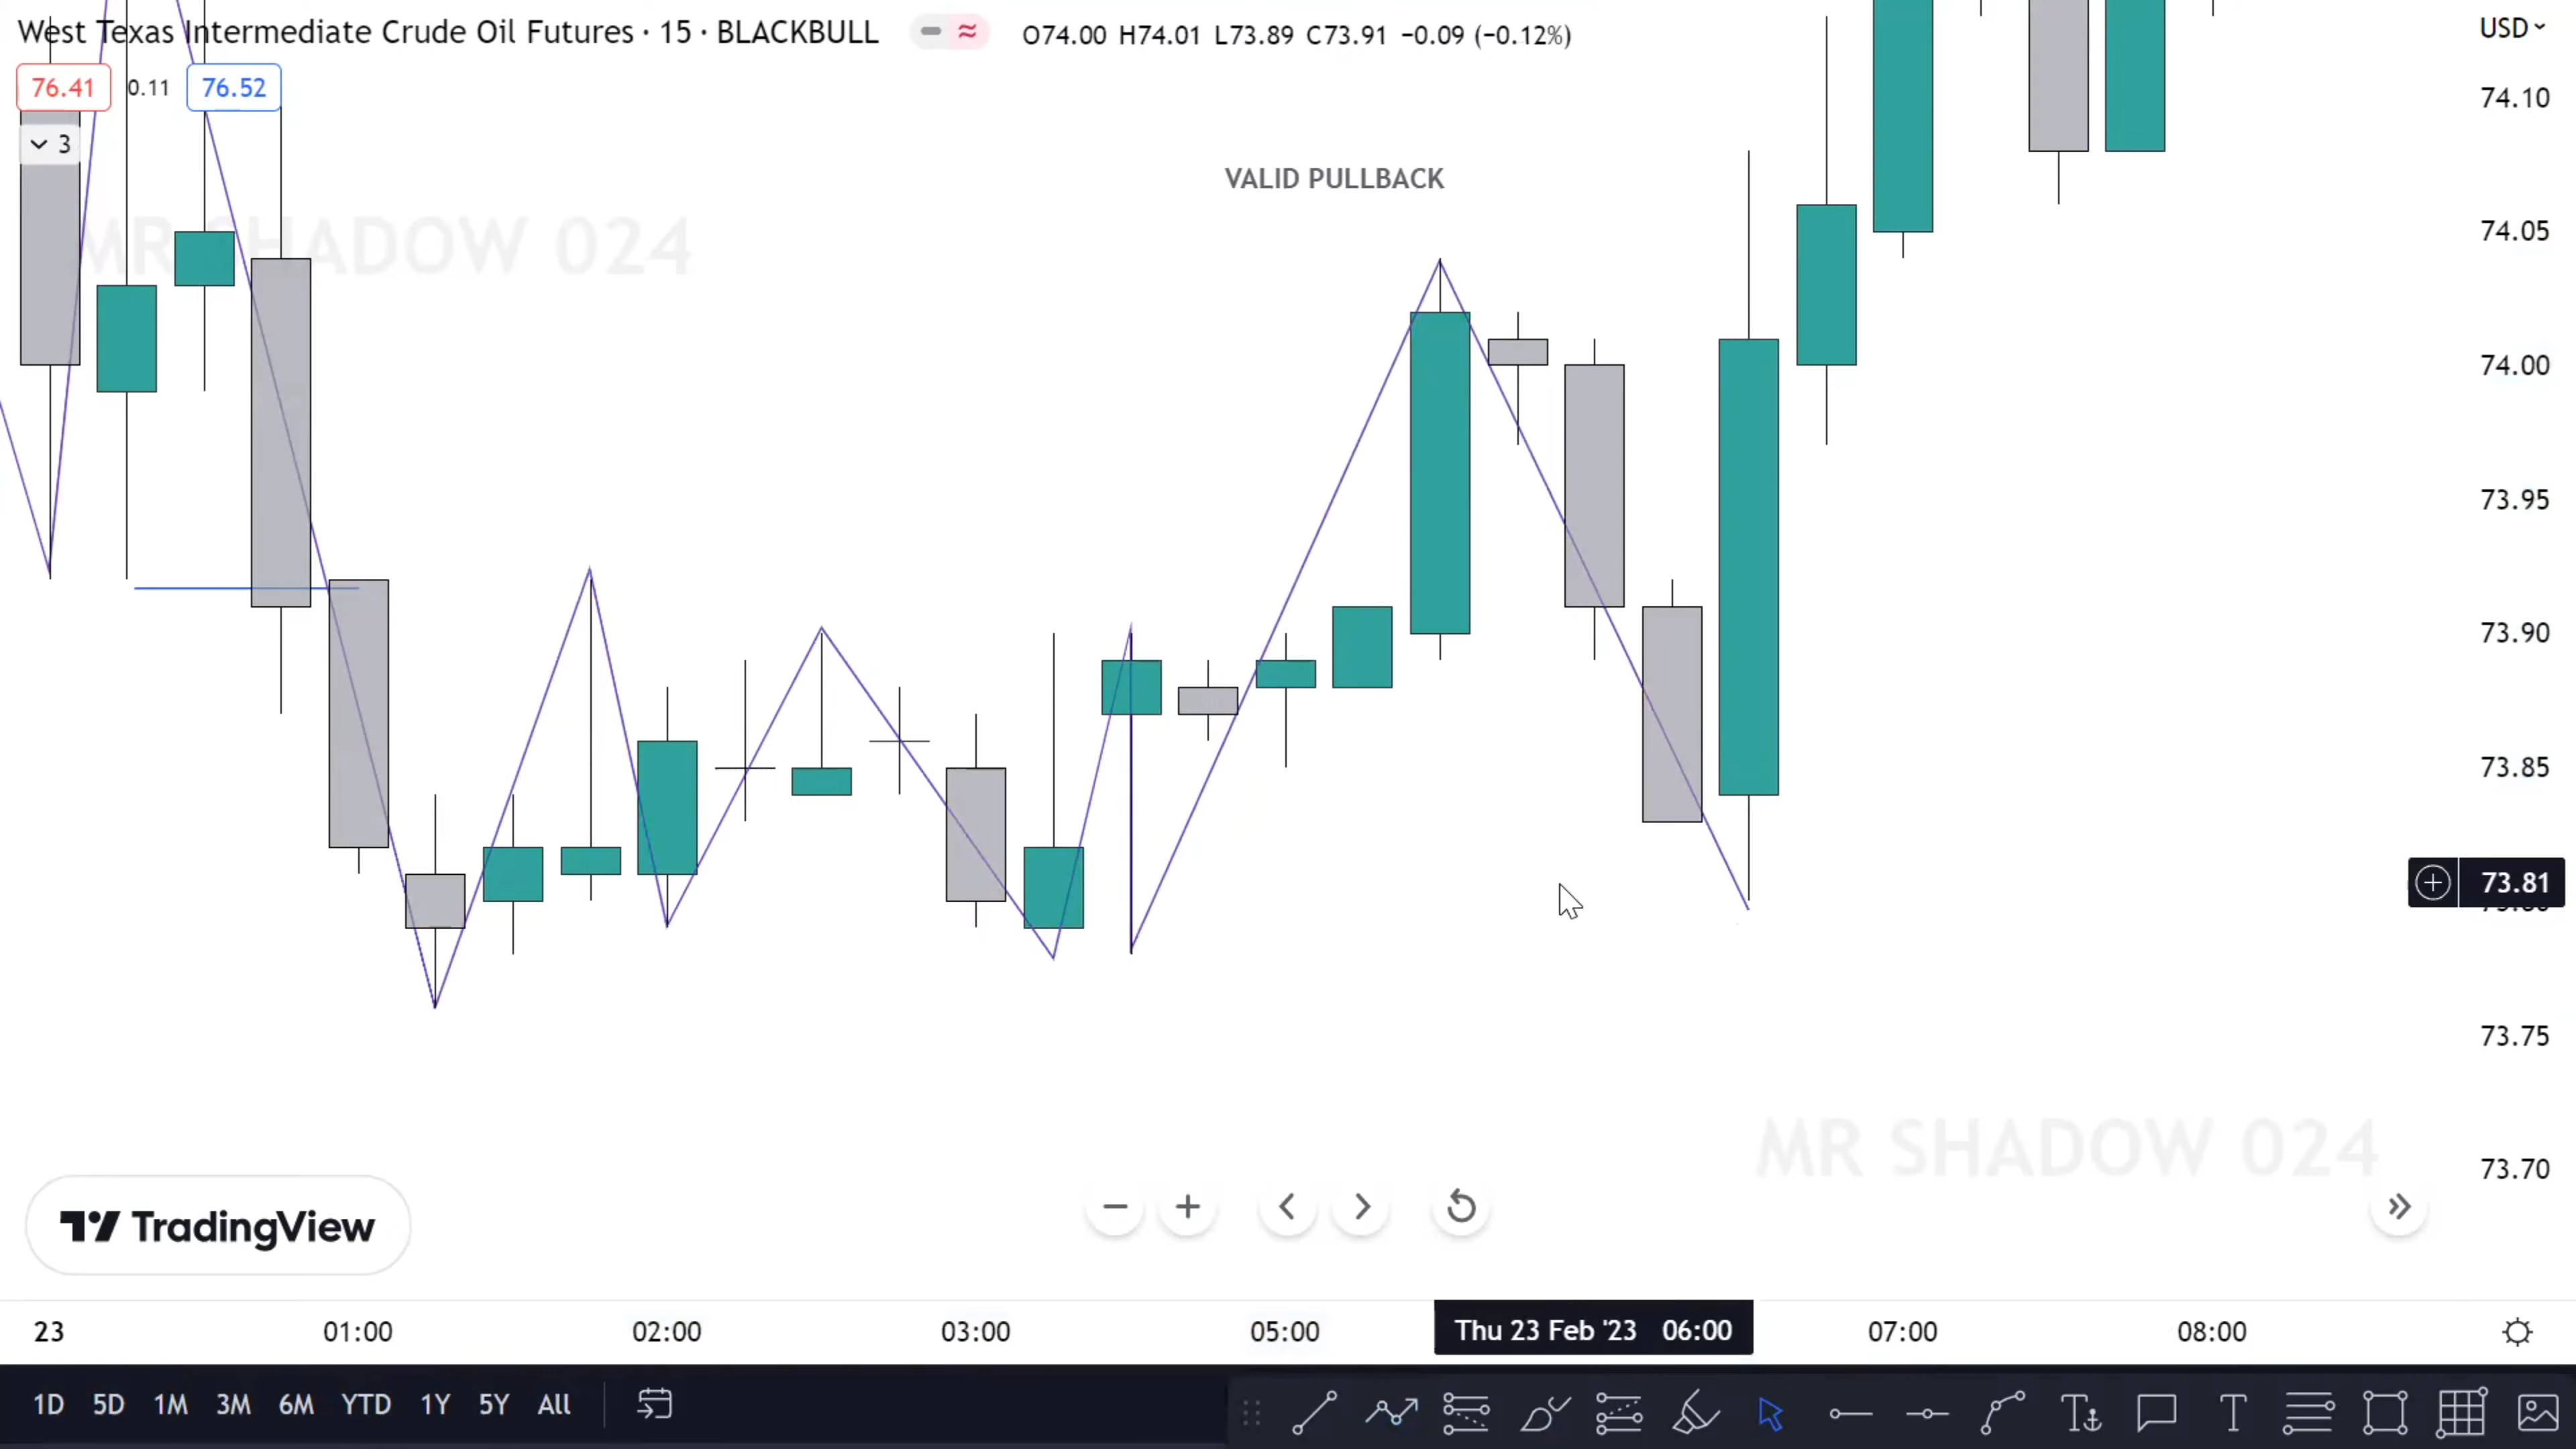 West Texas Intermediate Crude Oil Futures · 15 · BLACKBULL O74.00 H74.01 L73.89 C73.91 −0.09 (−0.12%) USD
76.41 0.11 76.52
3
74.10
VALID PULLBACK
MR SHADOW 024
74.05
74.00
73.95
73.90
73.85
73.81
73.75
MR SHADOW 024
73.70
TradingView
23 01:00 02:00 03:00 05:00 Thu 23 Feb '23 06:00 07:00 08:00
1D 5D 1M 3M 6M YTD 1Y 5Y All